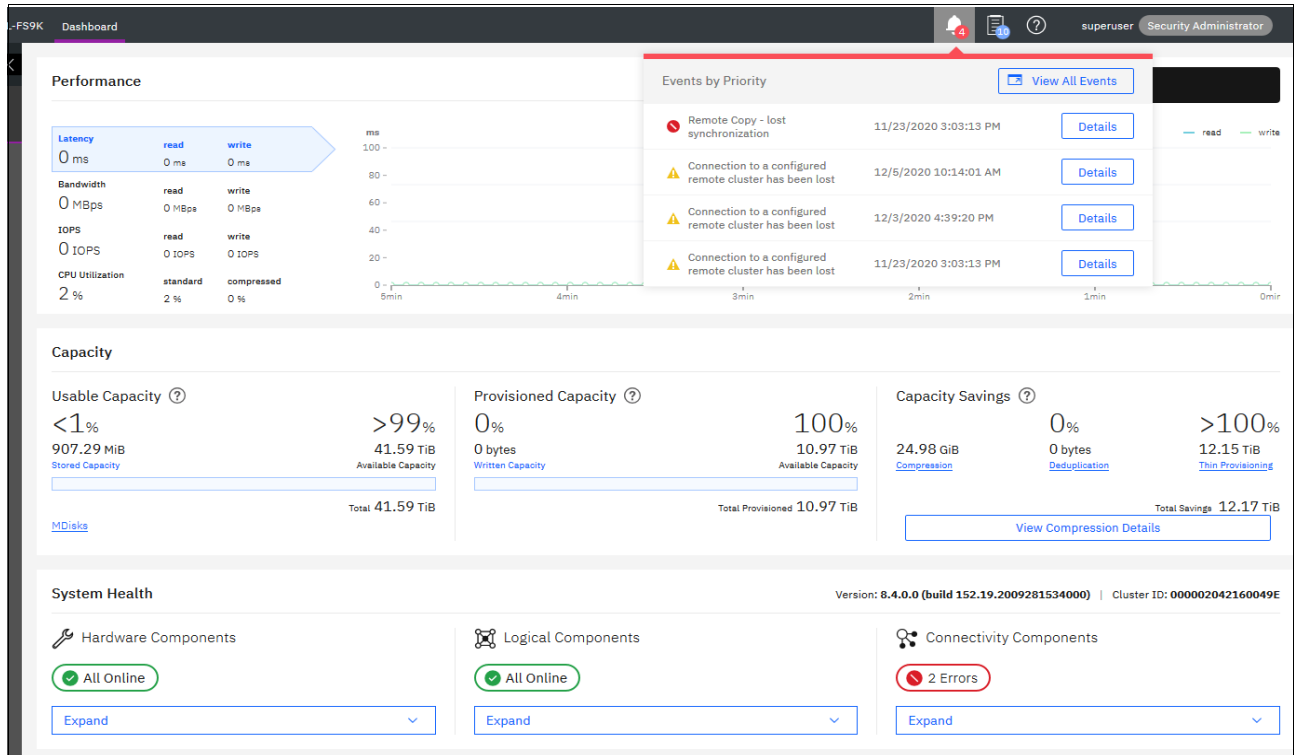 -FS9K Dashboard
4
10
superuser Security Administrator
Performance
Events by Priority
View All Events
Remote Copy - lost
synchronization
11/23/2020 3:03:13 PM
Details
Connection to a configured
remote cluster has been lost
12/5/2020 10:14:01 AM
Details
Connection to a configured
remote cluster has been lost
12/3/2020 4:39:20 PM
Details
Connection to a configured
remote cluster has been lost
11/23/2020 3:03:13 PM
Details
Latency read write
0 ms 0 ms 0 ms
Bandwidth read write
0 MBps 0 MBps 0 MBps
IOPS read write
0 IOPS 0 IOPS 0 IOPS
CPU Utilization standard compressed
2 % 2 % 0 %
ms
100
80
60
40
20
0
5min 4min 3min 2min 1min 0min
read write
Capacity
Usable Capacity ?
<1% >99%
907.29 MiB 41.59 TiB
Stored Capacity Available Capacity
Total 41.59 TiB
MDisks
Provisioned Capacity ?
0% 100%
0 bytes 10.97 TiB
Written Capacity Available Capacity
Total Provisioned 10.97 TiB
Capacity Savings ?
0% >100%
24.98 GiB 0 bytes 12.15 TiB
Compression Deduplication Thin Provisioning
Total Savings 12.17 TiB
View Compression Details
System Health
Version: 8.4.0.0 (build 152.19.2009281534000) | Cluster ID: 000002042160049E
Hardware Components
All Online
Expand
Logical Components
All Online
Expand
Connectivity Components
2 Errors
Expand